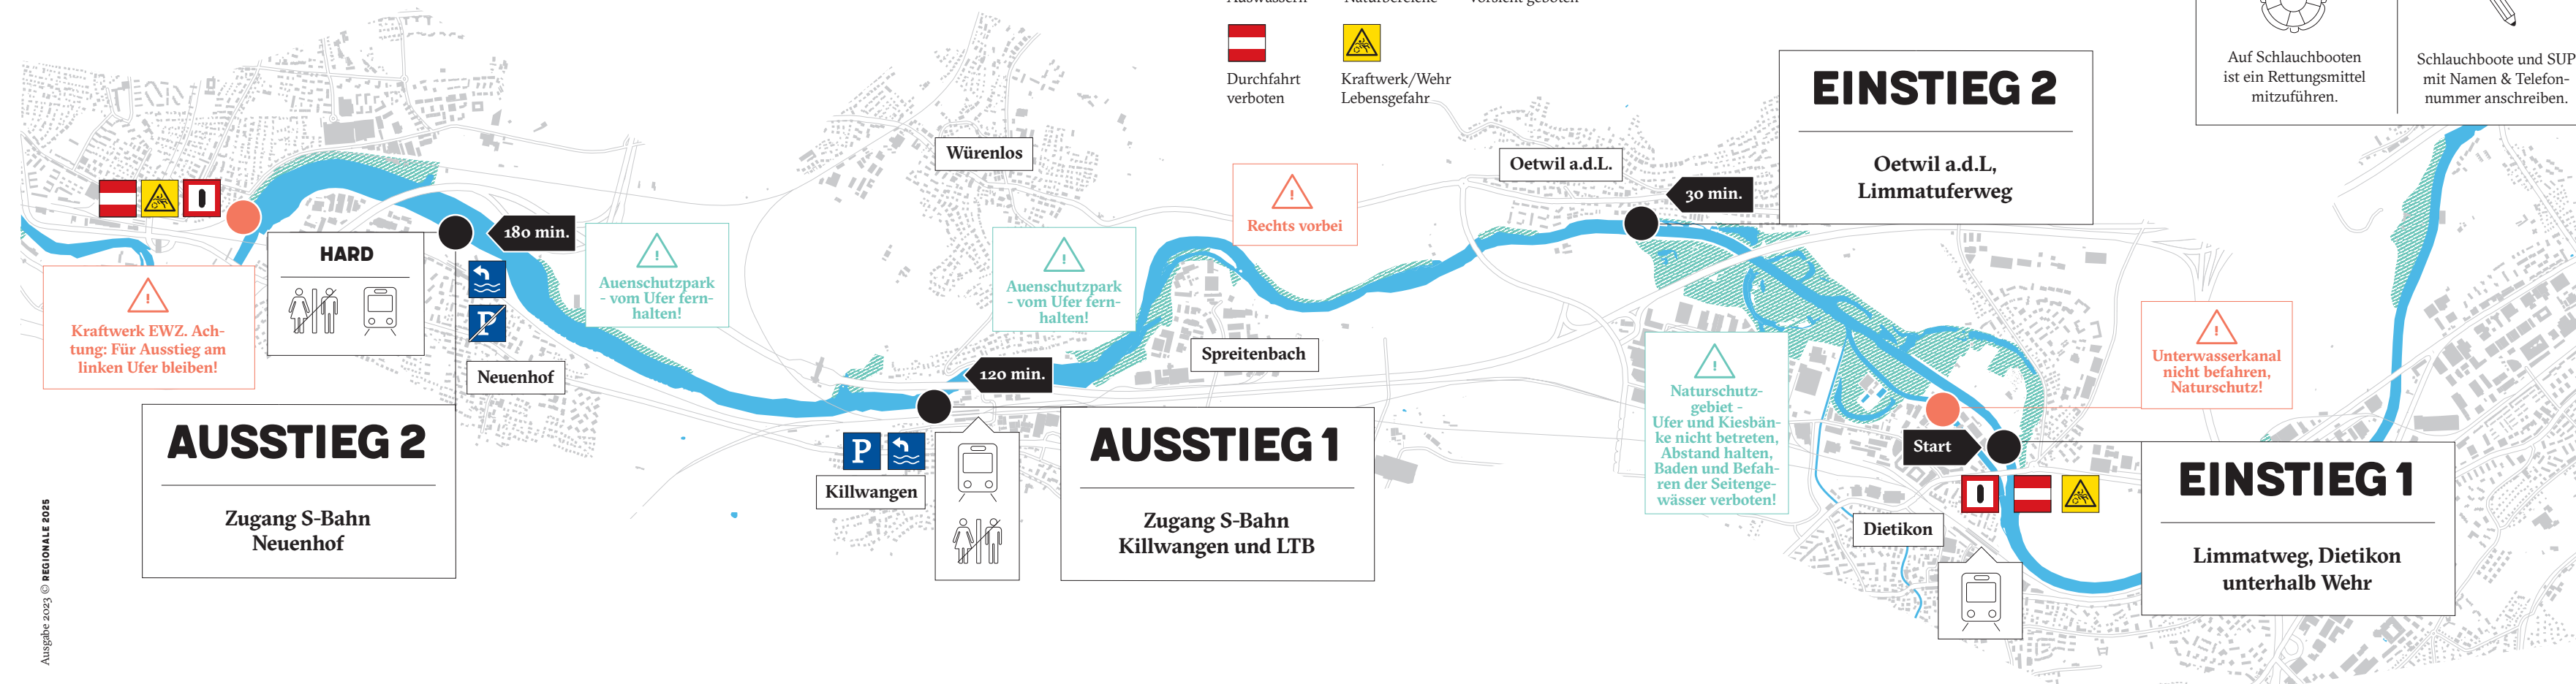 Auswassern
Naturbereiche
Vorsicht geboten
Durchfahrt
verboten
Kraftwerk/Wehr
Lebensgefahr
Auf Schlauchbooten
ist ein Rettungsmittel
mitzuführen.
Schlauchboote und SUP
mit Namen & Telefon-
nummer anschreiben.
EINSTIEG 2
Oetwil a.d.L,
Limmatuferweg
Würenlos
Oetwil a.d.L.
30 min.
Rechts vorbei
180 min.
HARD
Auenschutzpark
- vom Ufer fern-
halten!
Auenschutzpark
- vom Ufer fern-
halten!
Kraftwerk EWZ. Ach-
tung: Für Ausstieg am
linken Ufer bleiben!
P
Neuenhof
120 min.
Spreitenbach
Unterwasserkanal
nicht befahren,
Naturschutz!
Naturschutz-
gebiet -
Ufer und Kiesbän-
ke nicht betreten,
Abstand halten,
Baden und Befah-
ren der Seitenge-
wässer verboten!
AUSSTIEG 2
Zugang S-Bahn
Neuenhof
P
Killwangen
AUSSTIEG 1
Zugang S-Bahn
Killwangen und LTB
Start
Dietikon
EINSTIEG 1
Limmatweg, Dietikon
unterhalb Wehr
Ausgabe 2023 © REGIONALE 2025